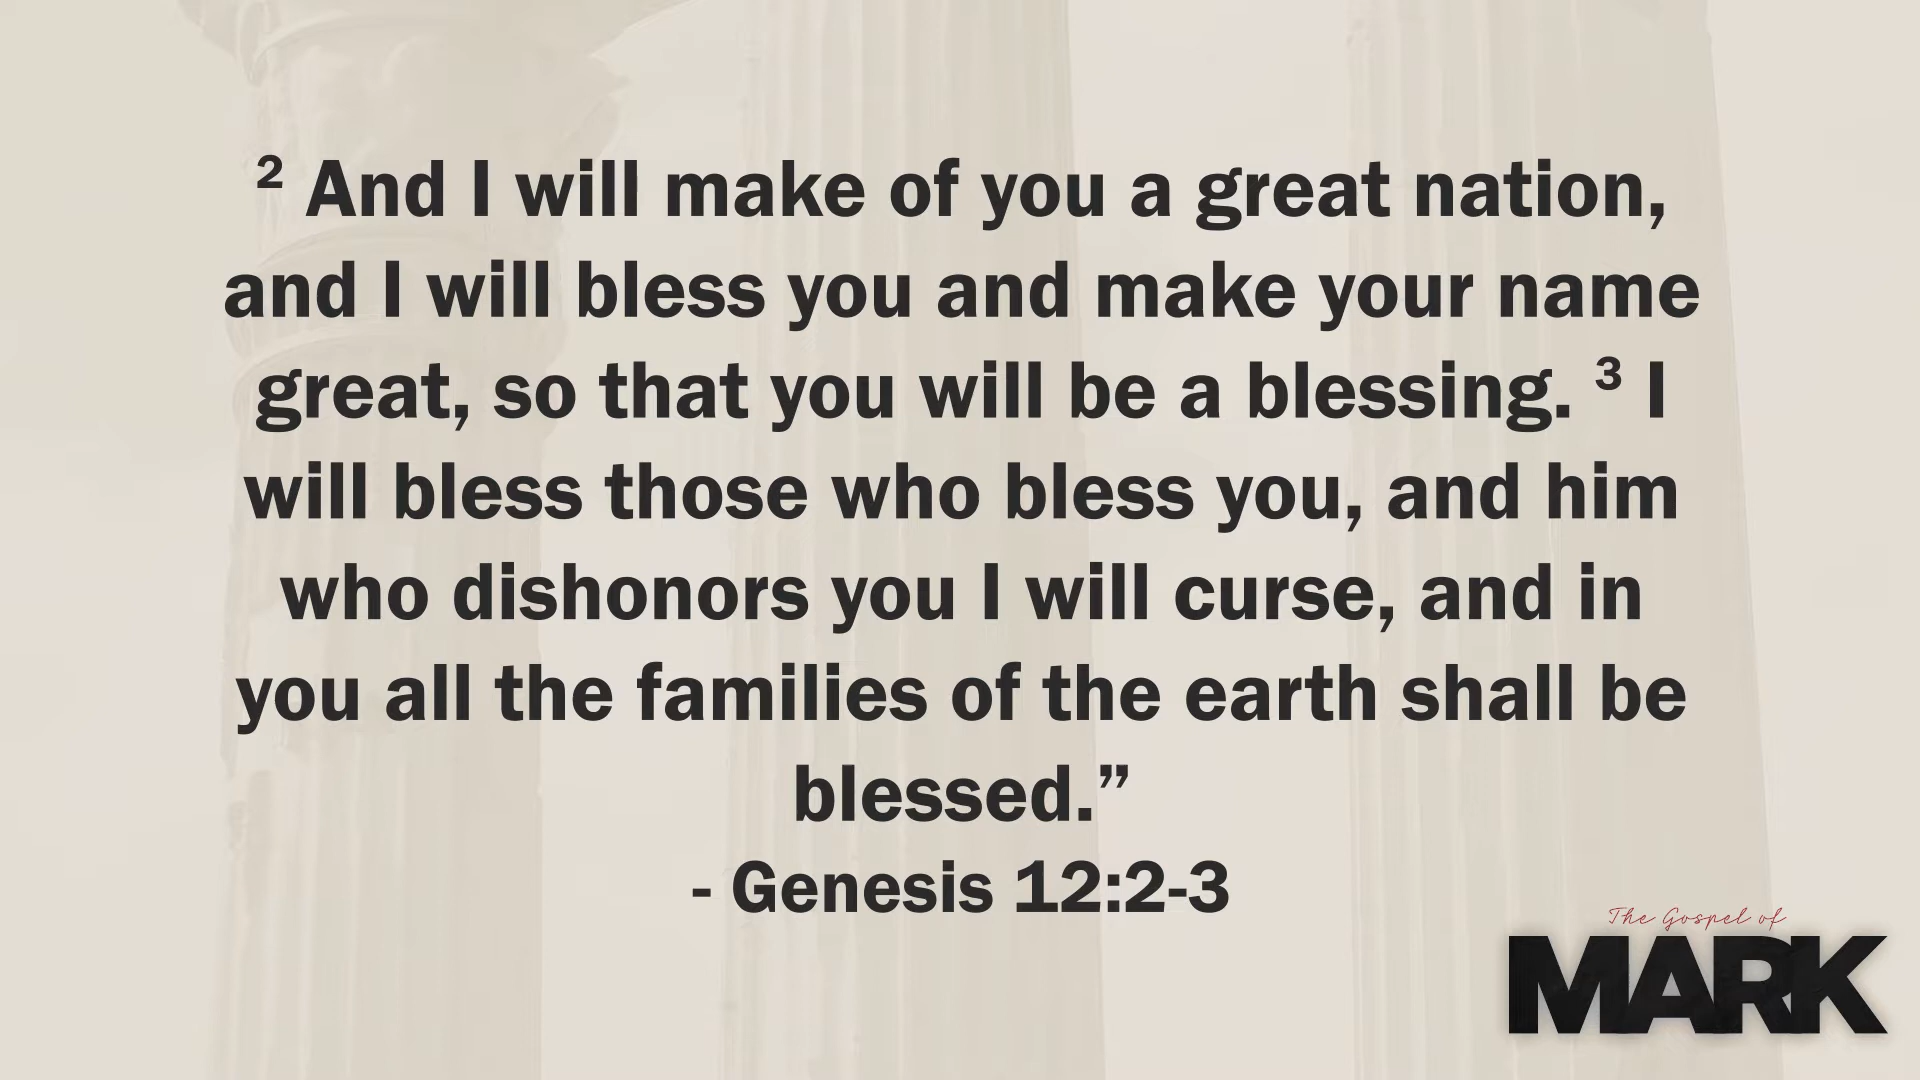 ² And I will make of you a great nation,
and I will bless you and make your name
great, so that you will be a blessing. ³ I
will bless those who bless you, and him
who dishonors you I will curse, and in
you all the families of the earth shall be
blessed.”
- Genesis 12:2-3
The Gospel of
MARK